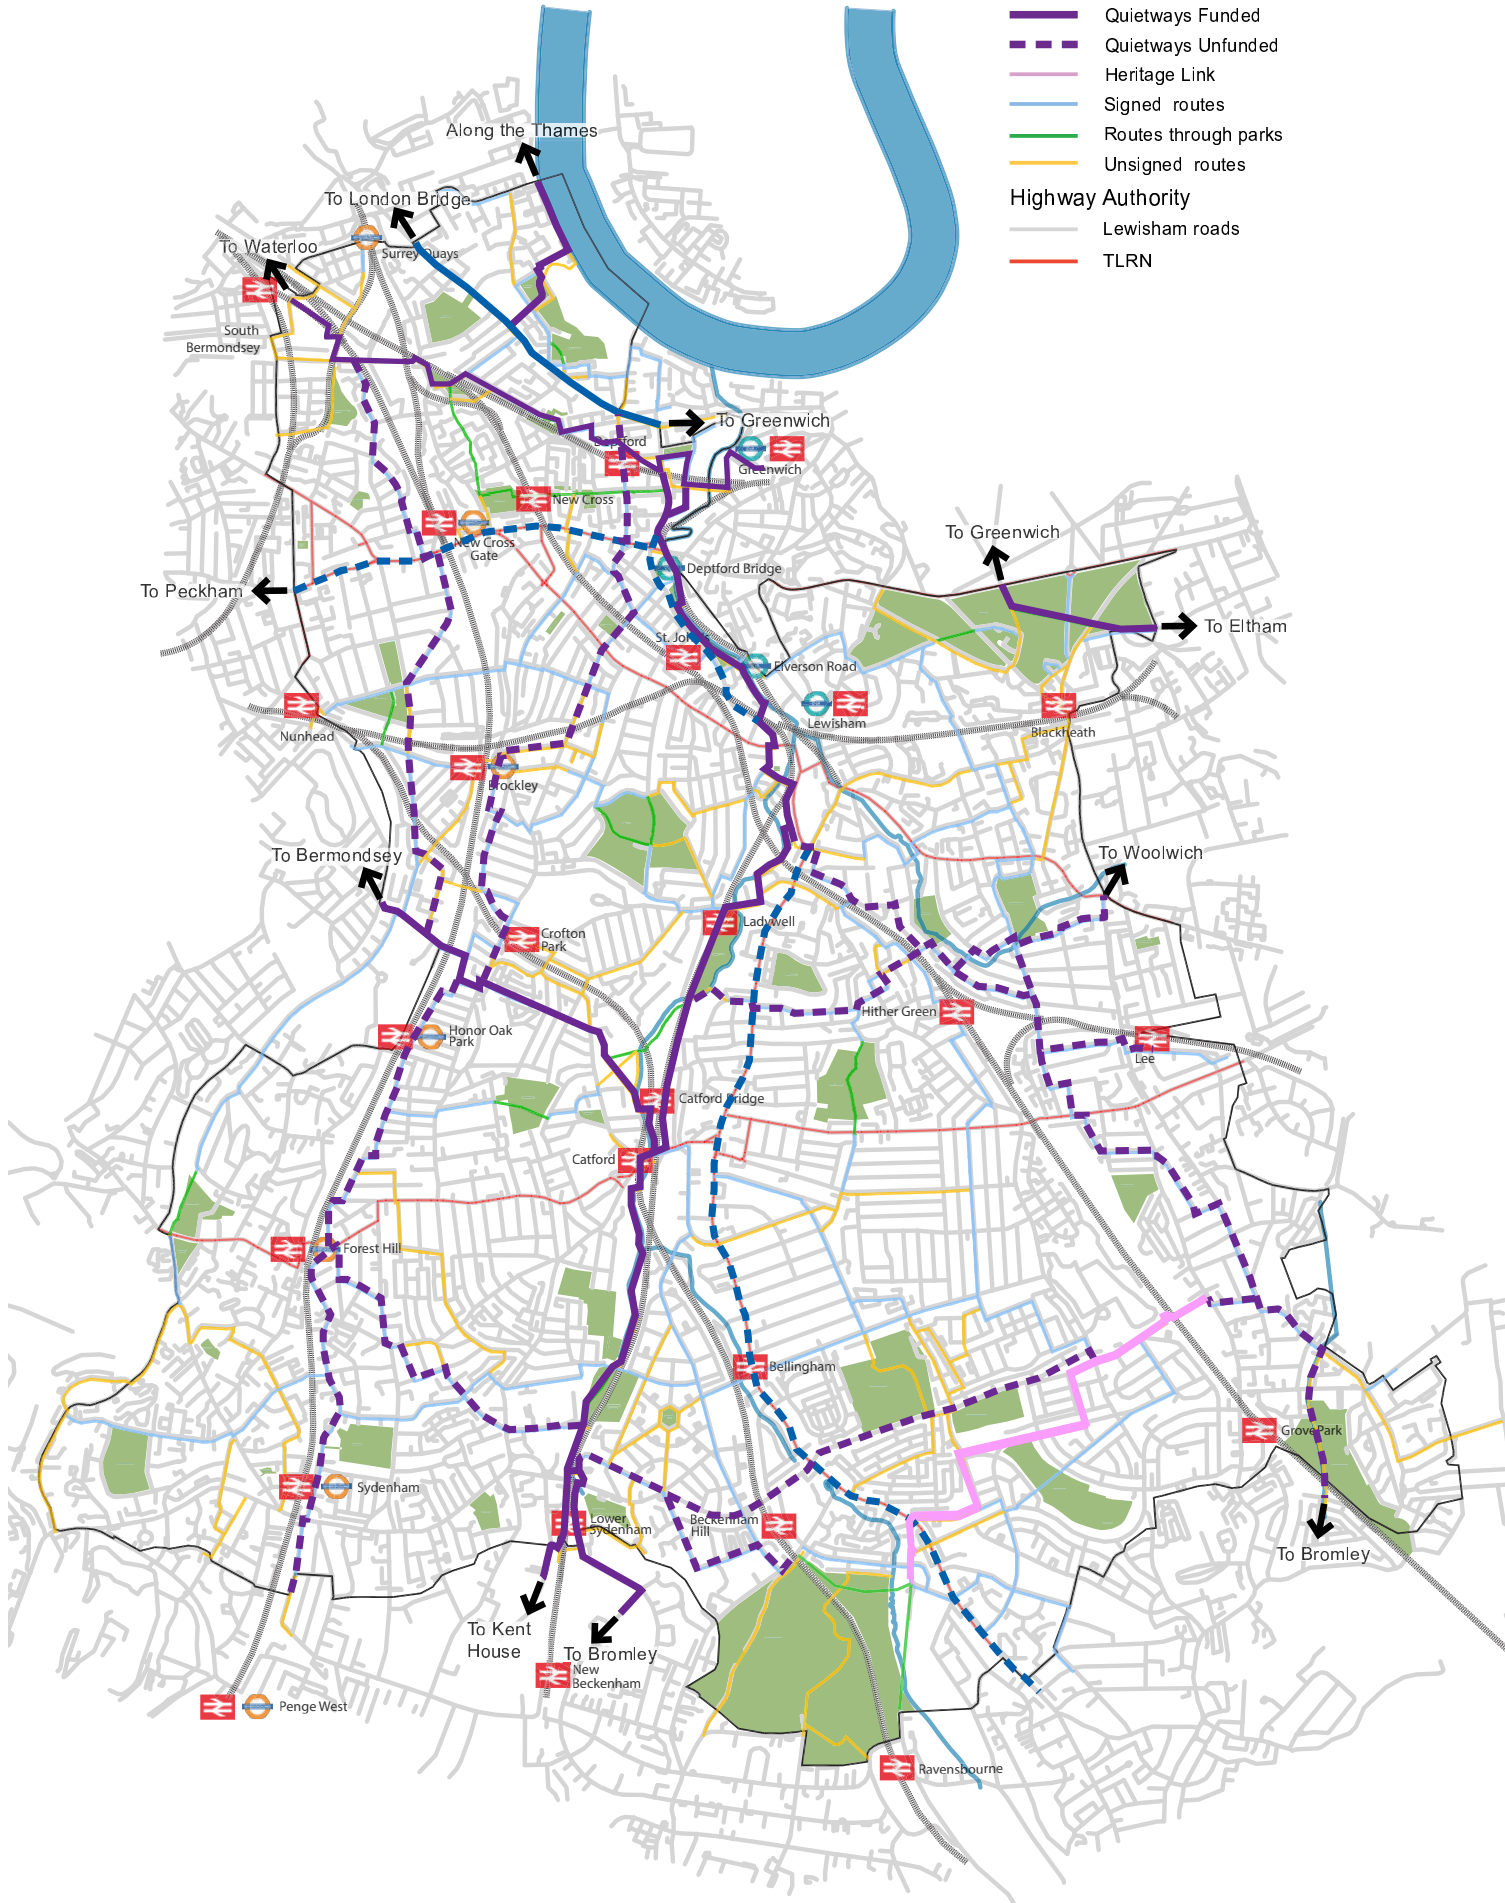 Quietways Funded
Quietways Unfunded
Heritage Link
Signed routes
Routes through parks
Unsigned routes
Highway Authority
Lewisham roads
TLRN
Along the Thames
To London Bridge
To Waterloo
Surrey Quays
South
Bermondsey
To Greenwich
Deptford
Greenwich
New Cross
New Cross
Gate
To Greenwich
Deptford Bridge
To Peckham
To Eltham
St. Johns
Elverson Road
Lewisham
Nunhead
Blackheath
Brockley
To Bermondsey
To Woolwich
Ladywell
Crofton
Park
Hither Green
Honor Oak
Park
Lee
Catford Bridge
Catford
Forest Hill
Bellingham
Grove Park
Sydenham
Lower
Sydenham
Beckenham
Hill
To Bromley
To Kent
House
To Bromley
New
Beckenham
Penge West
Ravensbourne